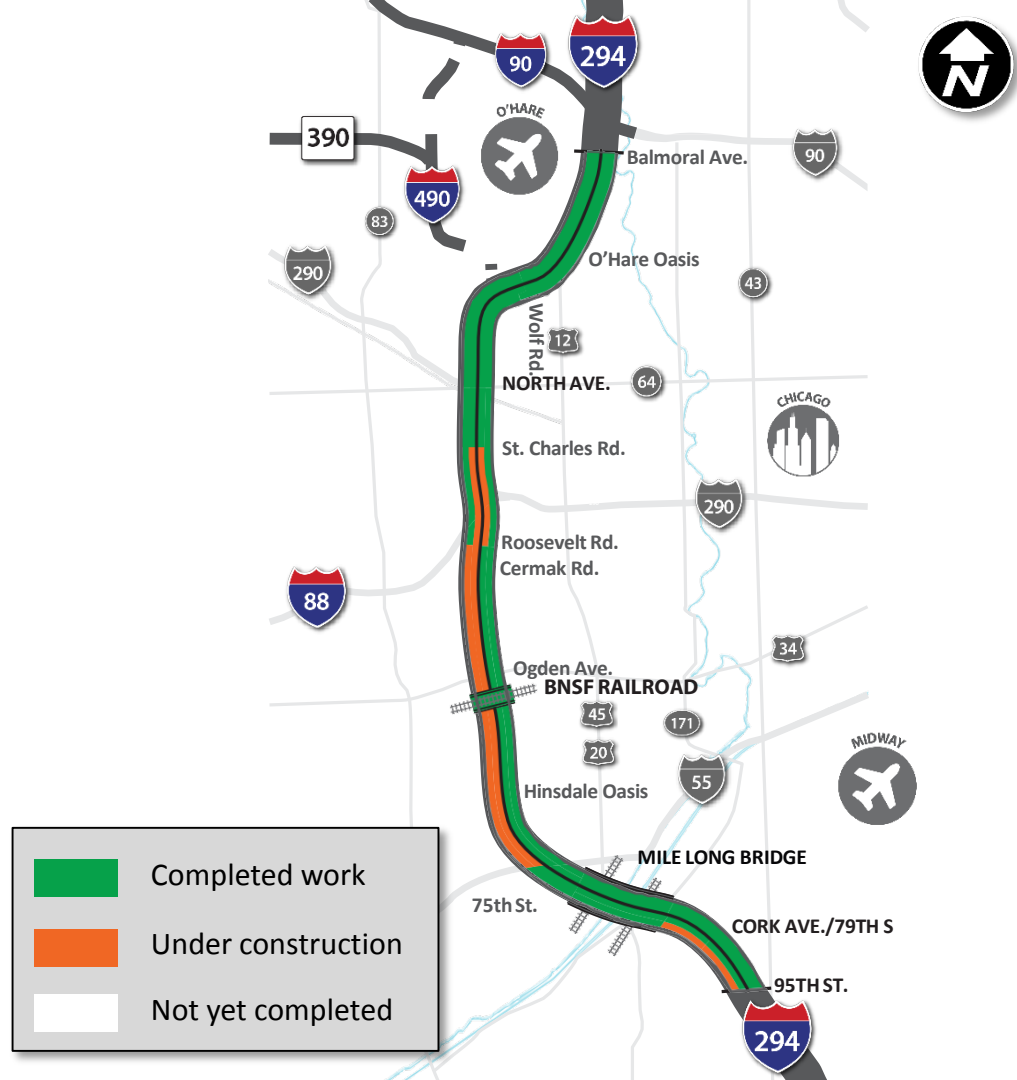 90
294
N
O'HARE
390
Balmoral Ave.
90
490
83
O'Hare Oasis
290
43
Wolf Rd.
12
NORTH AVE.
64
CHICAGO
St. Charles Rd.
290
Roosevelt Rd.
Cermak Rd.
88
34
Ogden Ave.
BNSF RAILROAD
45
171
20
MIDWAY
55
Hinsdale Oasis
MILE LONG BRIDGE
75th St.
CORK AVE./79TH S
95TH ST.
294
Completed work
Under construction
Not yet completed